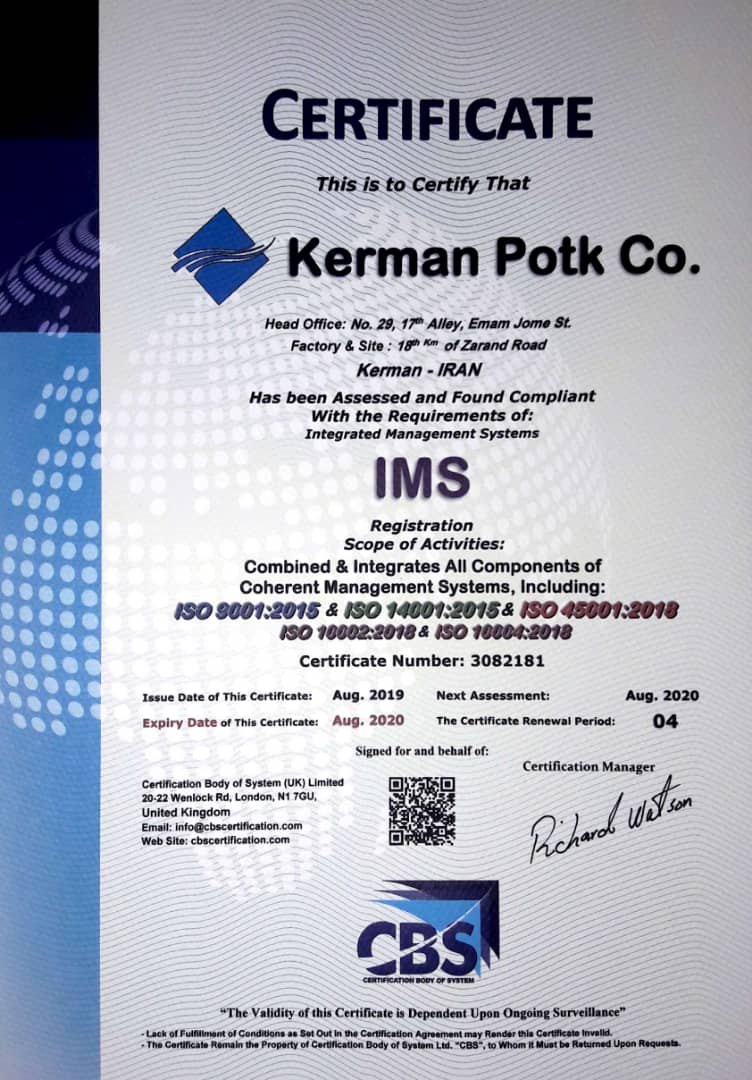 CERTIFICATE
This is to Certify That
Kerman Potk Co.
Head Office: No. 29, 17th Alley, Emam Jome St.
Factory & Site : 18th Km of Zarand Road
Kerman - IRAN
Has been Assessed and Found Compliant
With the Requirements of:
Integrated Management Systems
IMS
Registration
Scope of Activities:
Combined & Integrates All Components of
Coherent Management Systems, Including:
ISO 9001:2015 & ISO 14001:2015 & ISO 45001:2018
ISO 10002:2018 & ISO 10004:2018
Certificate Number: 3082181
Issue Date of This Certificate: Aug. 2019 Next Assessment: Aug. 2020
Expiry Date of This Certificate: Aug. 2020 The Certificate Renewal Period: 04
Signed for and behalf of:
Certification Manager
Certification Body of System (UK) Limited
20-22 Wenlock Rd, London, N1 7GU,
United Kingdom
Email: info@cbscertification.com
Web Site: cbscertification.com
Richard Watson
CBS
CERTIFICATION BODY OF SYSTEM
"The Validity of this Certificate is Dependent Upon Ongoing Surveillance"
- Lack of Fulfillment of Conditions as Set Out in the Certification Agreement may Render this Certificate Invalid.
- The Certificate Remain the Property of Certification Body of System Ltd. "CBS", to Whom it Must be Returned Upon Requests.